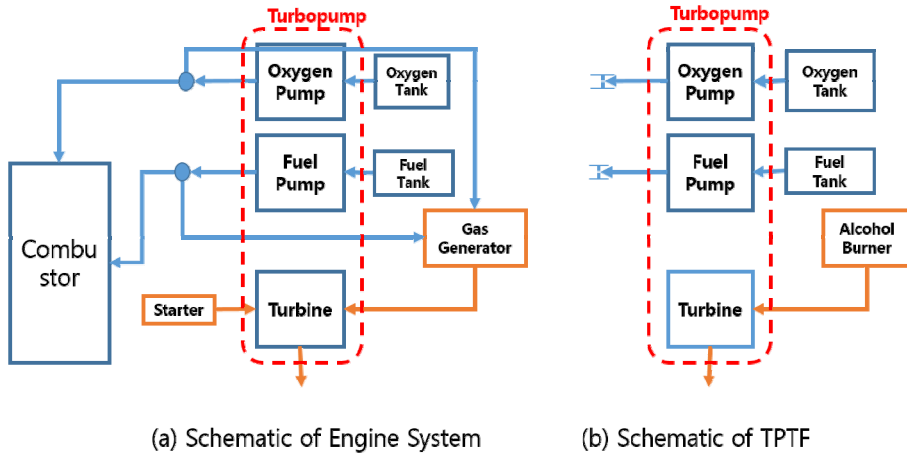 Turbopump
Oxygen
Pump
Oxygen
Tank
Fuel
Pump
Fuel
Tank
Combu
stor
Gas
Generator
Starter
Turbine
(a) Schematic of Engine System
Turbopump
Oxygen
Pump
Oxygen
Tank
Fuel
Pump
Fuel
Tank
Alcohol
Burner
Turbine
(b) Schematic of TPTF